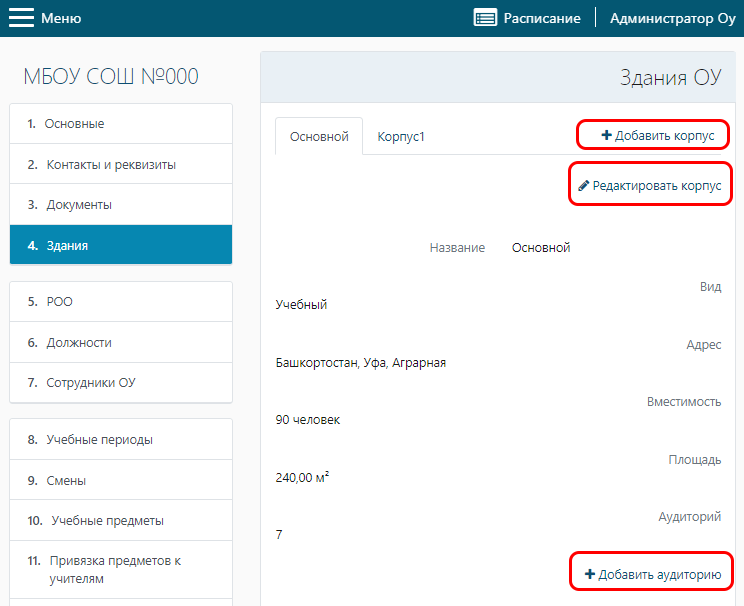 Меню
Расписание
Администратор Оу
МБОУ СОШ №000
1. Основные
2. Контакты и реквизиты
3. Документы
4. Здания
5. РОО
6. Должности
7. Сотрудники ОУ
8. Учебные периоды
9. Смены
10. Учебные предметы
11. Привязка предметов к
учителям
Здания ОУ
Основной
Корпус1
Добавить корпус
Редактировать корпус
Название Основной
Вид
Учебный
Адрес
Башкортостан, Уфа, Аграрная
Вместимость
90 человек
Площадь
240,00 м²
Аудиторий
7
Добавить аудиторию